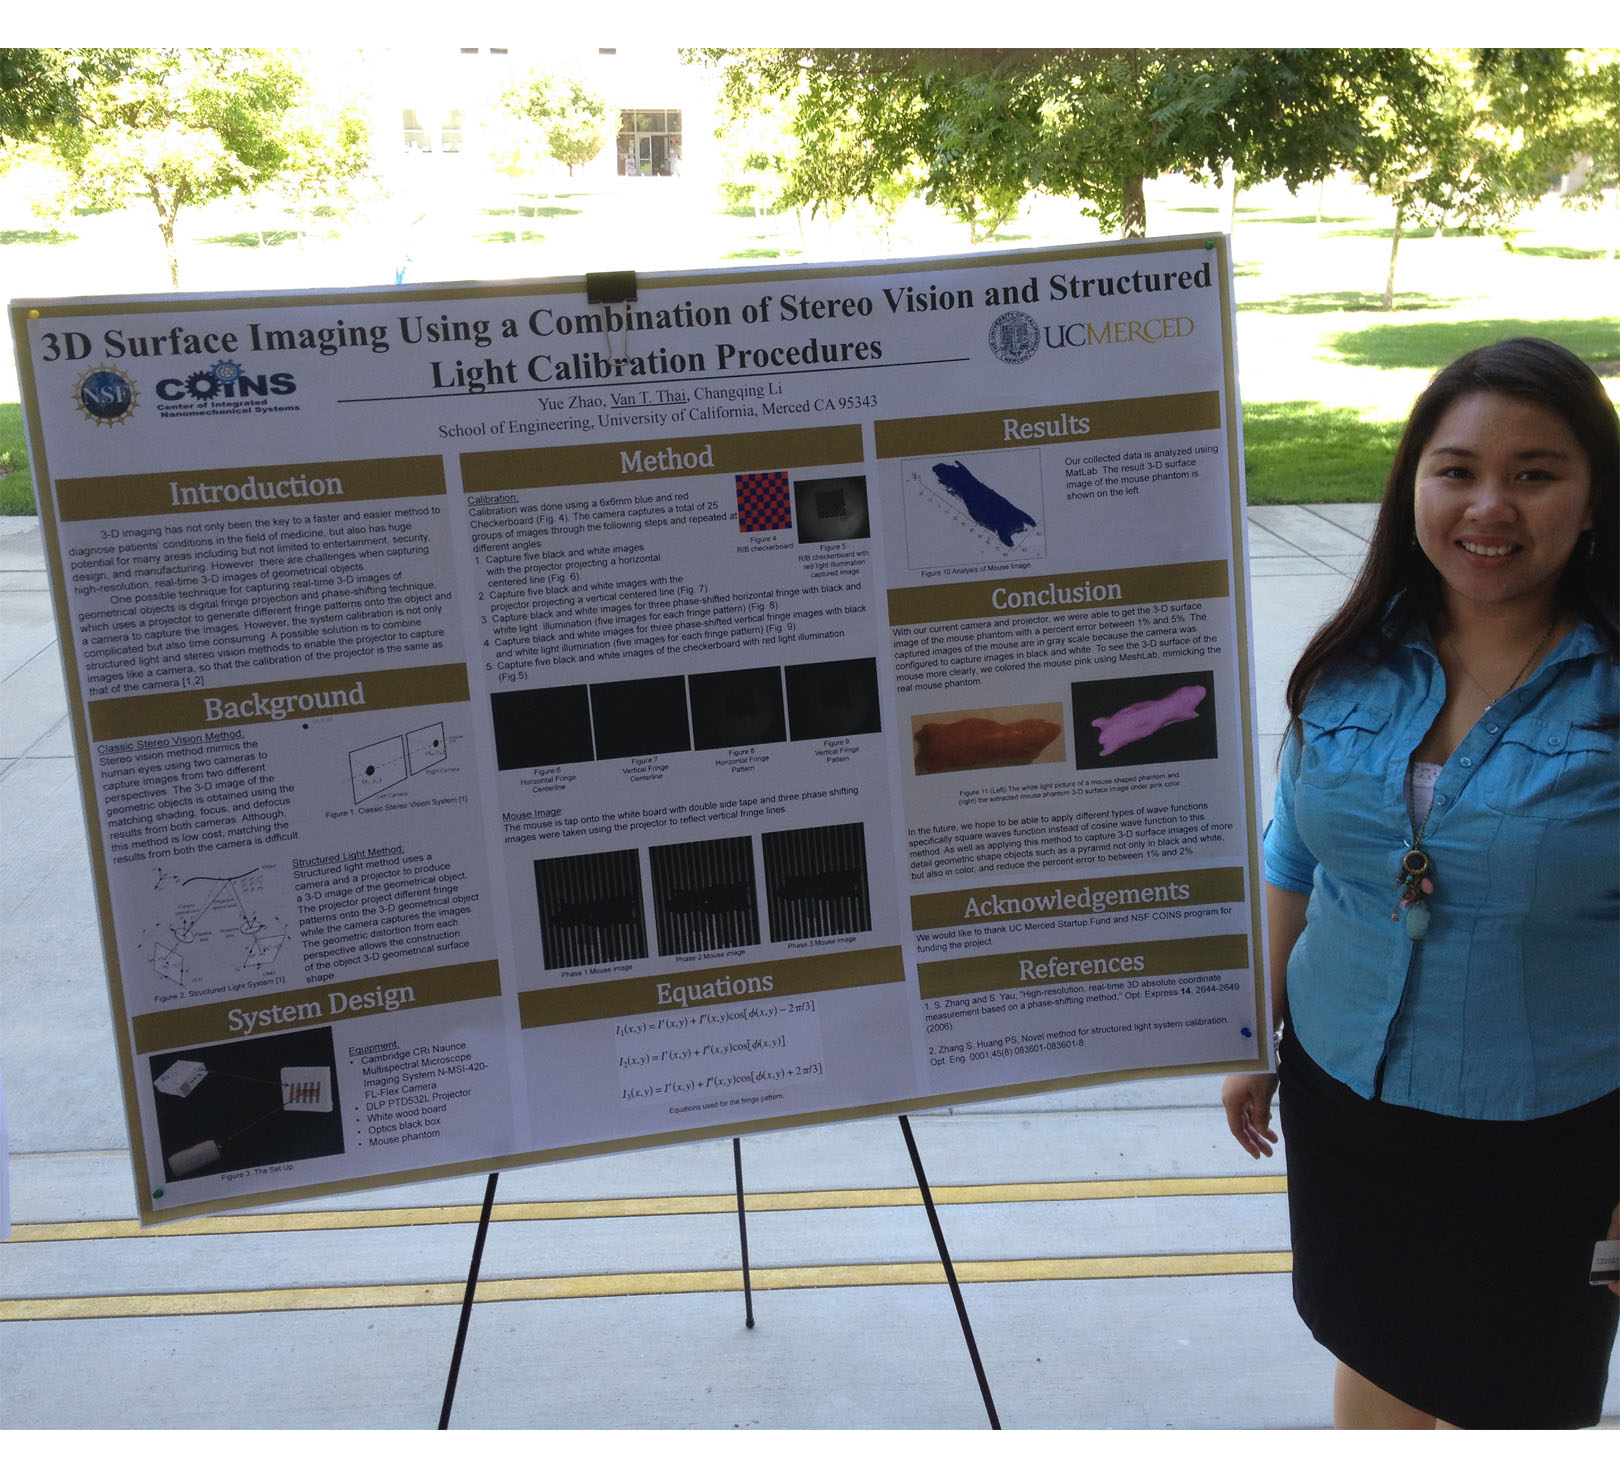 3D Surface Imaging Using a Combination of Stereo Vision and Structured
Light Calibration Procedures
NSF
COINS
Center of Integrated
Nanomechanical Systems
UCMERCED
Yue Zhao, Van T. Thai, Changqing Li
School of Engineering, University of California, Merced CA 95343
Introduction
3-D imaging has not only been the key to a faster and easier method to
diagnose patients' conditions in the field of medicine, but also has huge
potential for many areas including but not limited to entertainment, security,
design, and manufacturing. However, there are challenges when capturing
high-resolution, real-time 3-D images of geometrical objects.
One possible technique for capturing real-time 3-D images of
geometrical objects is digital fringe projection and phase-shifting technique,
which uses a projector to generate different fringe patterns onto the object and
a camera to capture the images. However, the system calibration is not only
complicated but also time consuming. A possible solution is to combine
structured light and stereo vision methods to enable the projector to capture
images like a camera, so that the calibration of the projector is the same as
that of the camera [1,2]
Background
Classic Stereo Vision Method:
Stereo vision method mimics the
human eyes using two cameras to
capture images from two different
perspectives. The 3-D image of the
geometric objects is obtained using the
matching shading, focus, and defocus
results from both cameras. Although,
this method is low cost, matching the
results from both the camera is difficult.
Left Camera
Right Camera
Figure 1. Classic Stereo Vision System [1]
Structured Light Method:
Structured light method uses a
camera and a projector to produce
a 3-D image of the geometrical object.
The projector project different fringe
patterns onto the 3-D geometrical object
while the camera captures the images.
The geometric distortion from each
perspective allows the construction
of the object 3-D geometrical surface
shape
Figure 2. Structured Light System [1]
System Design
Equipment:
• Cambridge CRi Naunce
Multispectral Microscope
Imaging System N-MSI-420-
FL-Flex Camera
• DLP PTD532L Projector
• White wood board
• Optics black box
• Mouse phantom
Figure 3. The Set Up
Method
Calibration:
Calibration was done using a 6x6mm blue and red
Checkerboard (Fig. 4). The camera captures a total of 25
groups of images through the following steps and repeated at
different angles
1. Capture five black and white images
with the projector projecting a horizontal
centered line (Fig. 6)
2. Capture five black and white images with the
projector projecting a vertical centered line (Fig. 7)
3. Capture black and white images for three phase-shifted horizontal fringe with black and
white light. illumination (five images for each fringe pattern) (Fig. 8)
4. Capture black and white images for three phase-shifted vertical fringe images with black
and white light illumination (five images for each fringe pattern) (Fig. 9)
5. Capture five black and white images of the checkerboard with red light illumination
(Fig 5)
Figure 4
R/B checkerboard
Figure 5
R/B checkerboard with
red light illumination
captured image
Figure 6
Horizontal Fringe
Centerline
Figure 7
Vertical Fringe
Centerline
Figure 8
Horizontal Fringe
Pattern
Figure 9
Vertical Fringe
Pattern
Mouse Image:
The mouse is tap onto the white board with double side tape and three phase shifting
images were taken using the projector to reflect vertical fringe lines.
Phase 1 Mouse image
Phase 2 Mouse image
Phase 3 Mouse image
Equations
I₁(x,y) = I'(x,y) + I"(x,y)cos[ϕ(x,y) − 2π/3]
I₂(x,y) = I'(x,y) + I"(x,y)cos[ϕ(x,y)]
I₃(x,y) = I'(x,y) + I"(x,y)cos[ϕ(x,y) + 2π/3]
Equations used for the fringe pattern.
Results
Our collected data is analyzed using
MatLab. The result 3-D surface
image of the mouse phantom is
shown on the left.
Figure 10 Analysis of Mouse Image
Conclusion
With our current camera and projector, we were able to get the 3-D surface
image of the mouse phantom with a percent error between 1% and 5%. The
captured images of the mouse are in gray scale because the camera was
configured to capture images in black and white. To see the 3-D surface of the
mouse more clearly, we colored the mouse pink using MeshLab, mimicking the
real mouse phantom.
Figure 11 (Left) The white light picture of a mouse shaped phantom and
(right) the extracted mouse phantom 3-D surface image under pink color.
In the future, we hope to be able to apply different types of wave functions
specifically square waves function instead of cosine wave function to this
method. As well as applying this method to capture 3-D surface images of more
detail geometric shape objects such as a pyramid not only in black and white,
but also in color, and reduce the percent error to between 1% and 2%.
Acknowledgements
We would like to thank UC Merced Startup Fund and NSF COINS program for
funding the project.
References
1. S. Zhang and S. Yau, "High-resolution, real-time 3D absolute coordinate
measurement based on a phase-shifting method," Opt. Express 14, 2644-2649
(2006)
2. Zhang S, Huang PS, Novel method for structured light system calibration.
Opt. Eng. 0001;45(8):083601-083601-8.